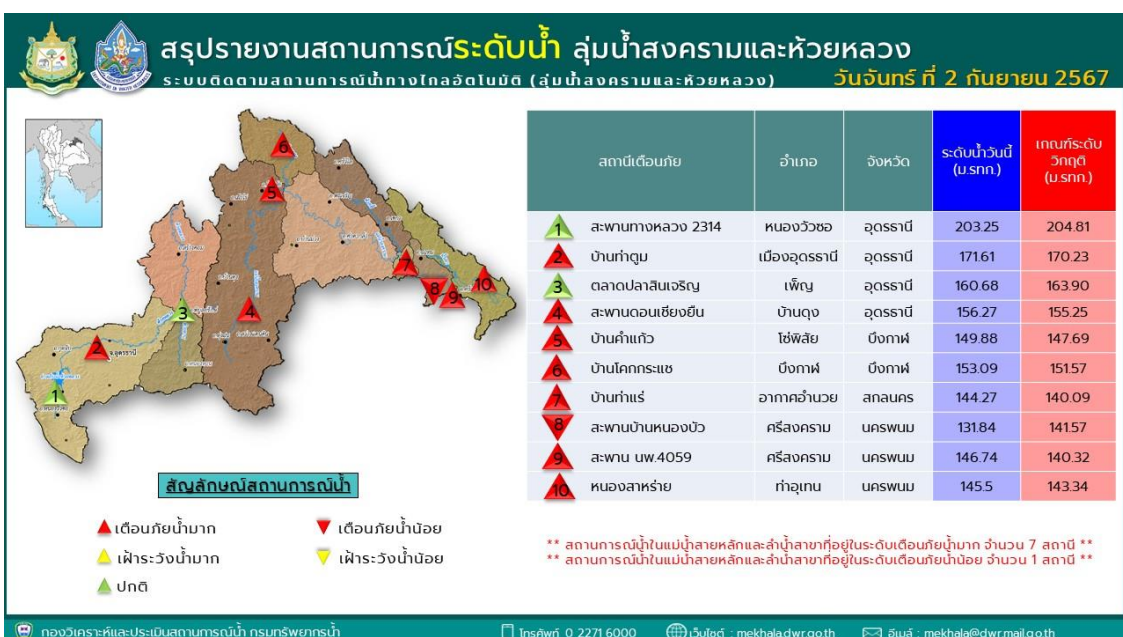 สรุปรายงานสถานการณ์ระดับน้ำ ลุ่มน้ำสงครามและห้วยหลวง
ระบบติดตามสถานการณ์น้ำทางไกลอัตโนมัติ (ลุ่มน้ำสงครามและห้วยหลวง)
วันจันทร์ ที่ 2 กันยายน 2567
สถานีเตือนภัย อำเภอ จังหวัด ระดับน้ำวันนี้ (ม.รทก.) เกณฑ์ระดับวิกฤติ (ม.รทก.)
1 สะพานทางหลวง 2314 หนองวัวซอ อุดรธานี 203.25 204.81
2 บ้านท่าตูม เมืองอุดรธานี อุดรธานี 171.61 170.23
3 ตลาดปลาสินเจริญ เพ็ญ อุดรธานี 160.68 163.90
4 สะพานดอนเชียงยืน บ้านดุง อุดรธานี 156.27 155.25
5 บ้านคำแก้ว โซ่พิสัย บึงกาฬ 149.88 147.69
6 บ้านโคกกระแซ บึงกาฬ บึงกาฬ 153.09 151.57
7 บ้านท่าแร่ อากาศอำนวย สกลนคร 144.27 140.09
8 สะพานบ้านหนองบัว ศรีสงคราม นครพนม 131.84 141.57
9 สะพาน นพ.4059 ศรีสงคราม นครพนม 146.74 140.32
10 หนองสาหร่าย ท่าอุเทน นครพนม 145.5 143.34
6
5
7
8
9
10
3
4
2
จ.อุดรธานี
1
สัญลักษณ์สถานการณ์น้ำ
เตือนภัยน้ำมาก เตือนภัยน้ำน้อย
เฝ้าระวังน้ำมาก เฝ้าระวังน้ำน้อย
ปกติ
** สถานการณ์น้ำในแม่น้ำสายหลักและลำน้ำสาขาที่อยู่ในระดับเตือนภัยน้ำมาก จำนวน 7 สถานี **
** สถานการณ์น้ำในแม่น้ำสายหลักและลำน้ำสาขาที่อยู่ในระดับเตือนภัยน้ำน้อย จำนวน 1 สถานี **
กองวิเคราะห์และประเมินสถานการณ์น้ำ กรมทรัพยากรน้ำ โทรศัพท์ 0 2271 6000 เว็บไซต์ : mekhala.dwr.go.th อีเมล์ : mekhala@dwr.mail.go.th